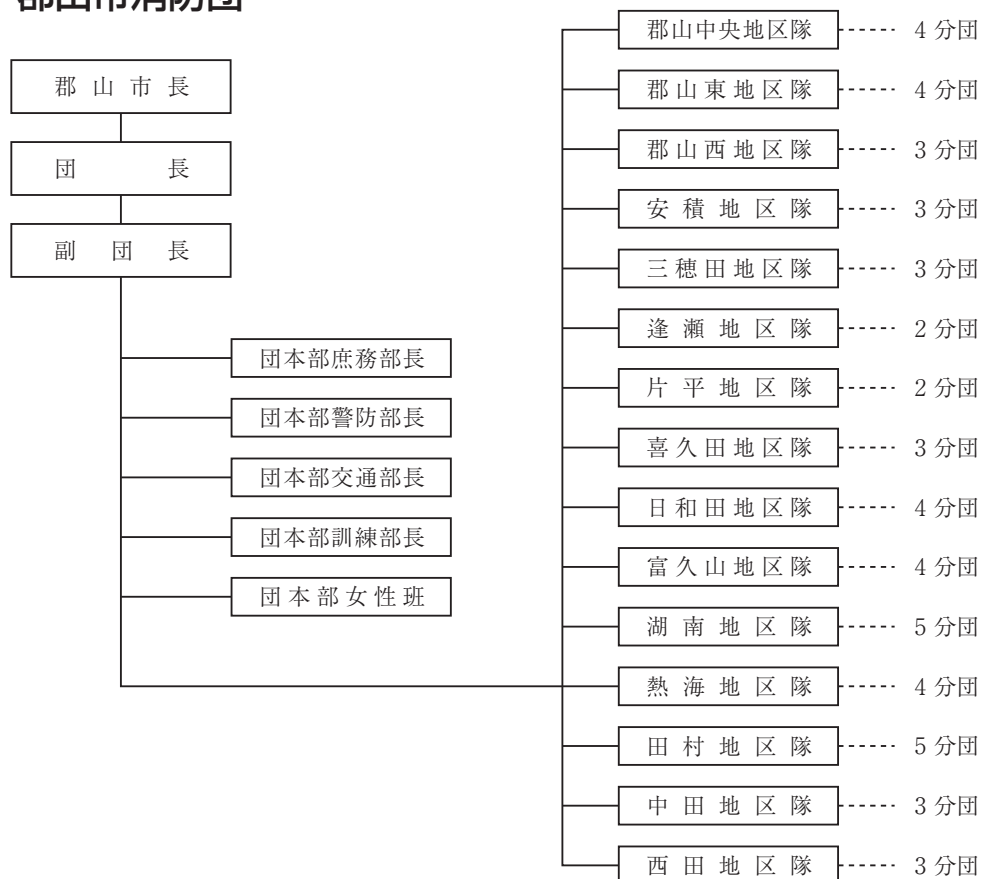 郡山市消防団
郡山市長
団長
副団長
団本部庶務部長
団本部警防部長
団本部交通部長
団本部訓練部長
団本部女性班
郡山中央地区隊 4分団
郡山東地区隊 4分団
郡山西地区隊 3分団
安積地区隊 3分団
三穂田地区隊 3分団
逢瀬地区隊 2分団
片平地区隊 2分団
喜久田地区隊 3分団
日和田地区隊 4分団
富久山地区隊 4分団
湖南地区隊 5分団
熱海地区隊 4分団
田村地区隊 5分団
中田地区隊 3分団
西田地区隊 3分団